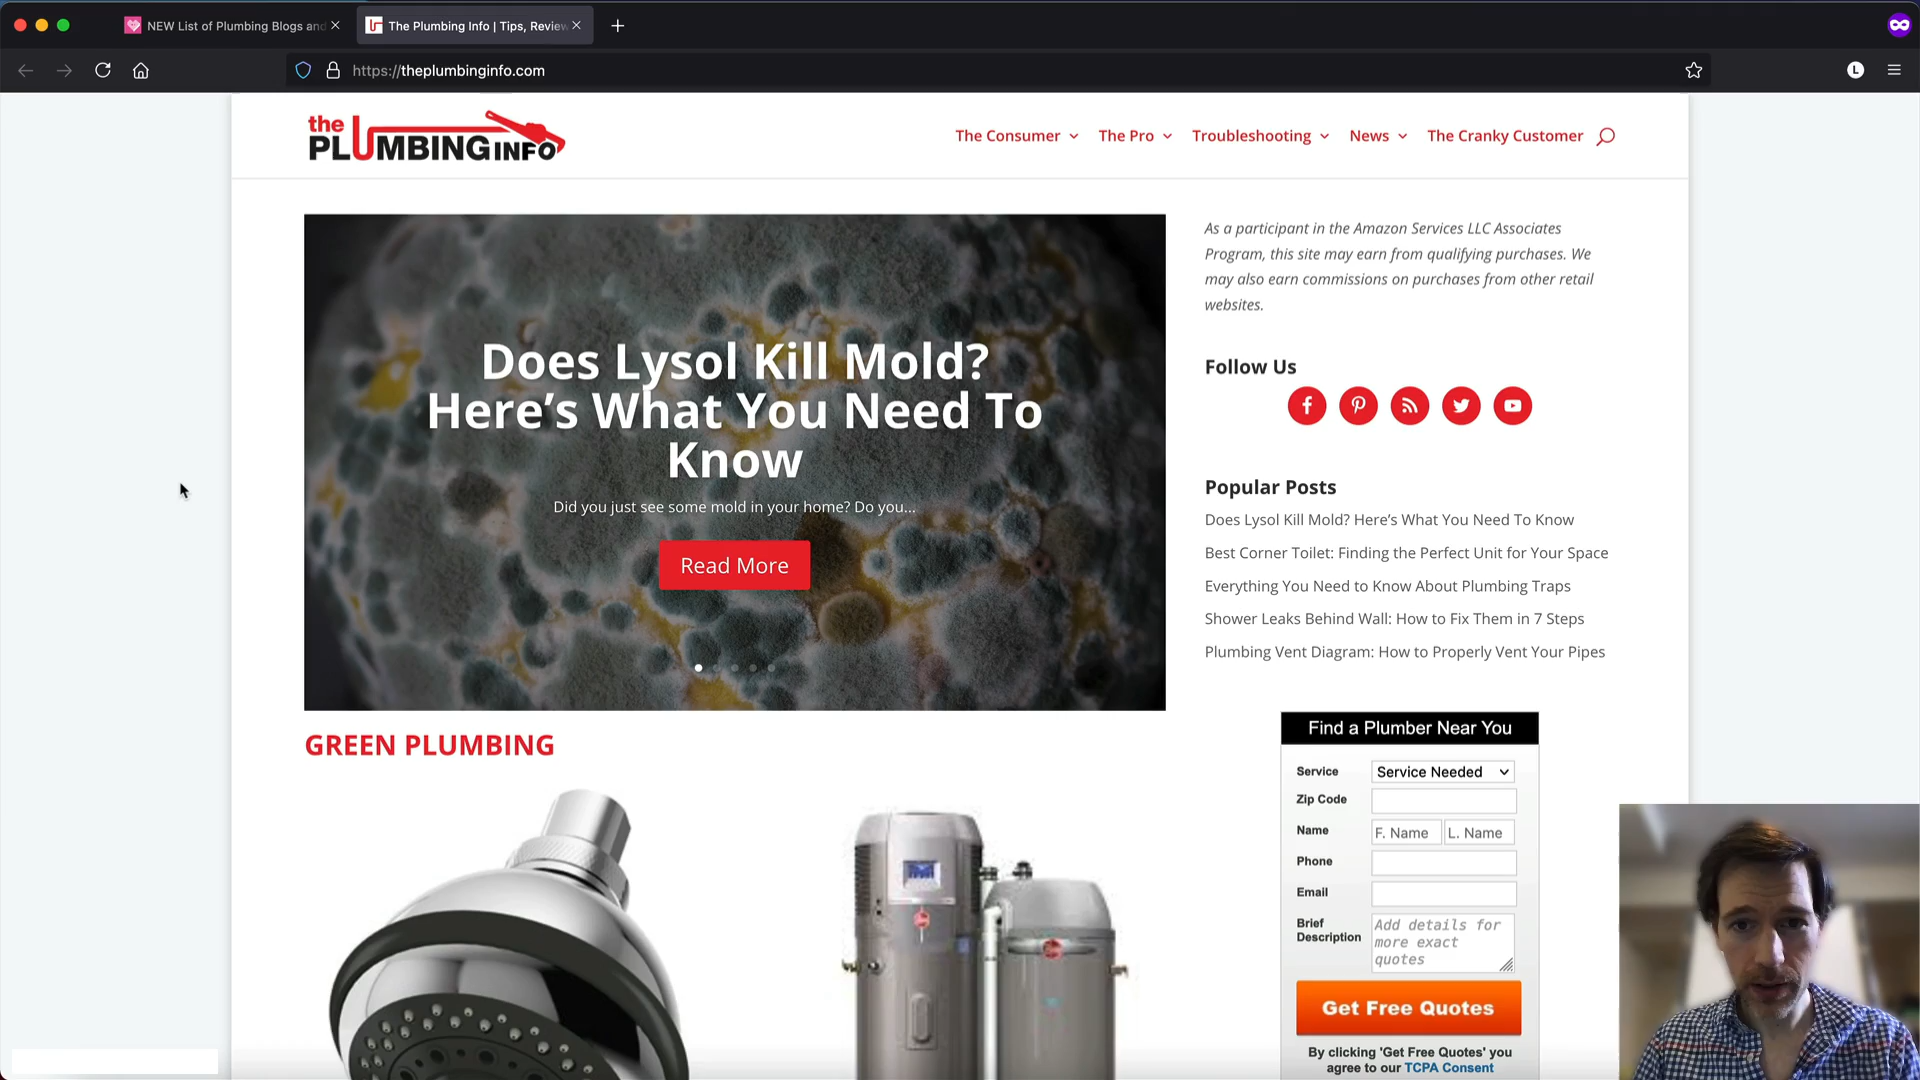 NEW List of Plumbing Blogs and
The Plumbing Info | Tips, Review
https://theplumbinginfo.com
L
the
PLUMBING INFO
The Consumer
The Pro
Troubleshooting
News
The Cranky Customer
Does Lysol Kill Mold?
Here's What You Need To
Know
Did you just see some mold in your home? Do you...
Read More
As a participant in the Amazon Services LLC Associates
Program, this site may earn from qualifying purchases. We
may also earn commissions on purchases from other retail
websites.
Follow Us
Popular Posts
Does Lysol Kill Mold? Here's What You Need To Know
Best Corner Toilet: Finding the Perfect Unit for Your Space
Everything You Need to Know About Plumbing Traps
Shower Leaks Behind Wall: How to Fix Them in 7 Steps
Plumbing Vent Diagram: How to Properly Vent Your Pipes
GREEN PLUMBING
Find a Plumber Near You
Service
Service Needed
Zip Code
Name
F. Name
L. Name
Phone
Email
Brief
Description
Add details for
more exact
quotes
Get Free Quotes
By clicking 'Get Free Quotes' you
agree to our TCPA Consent